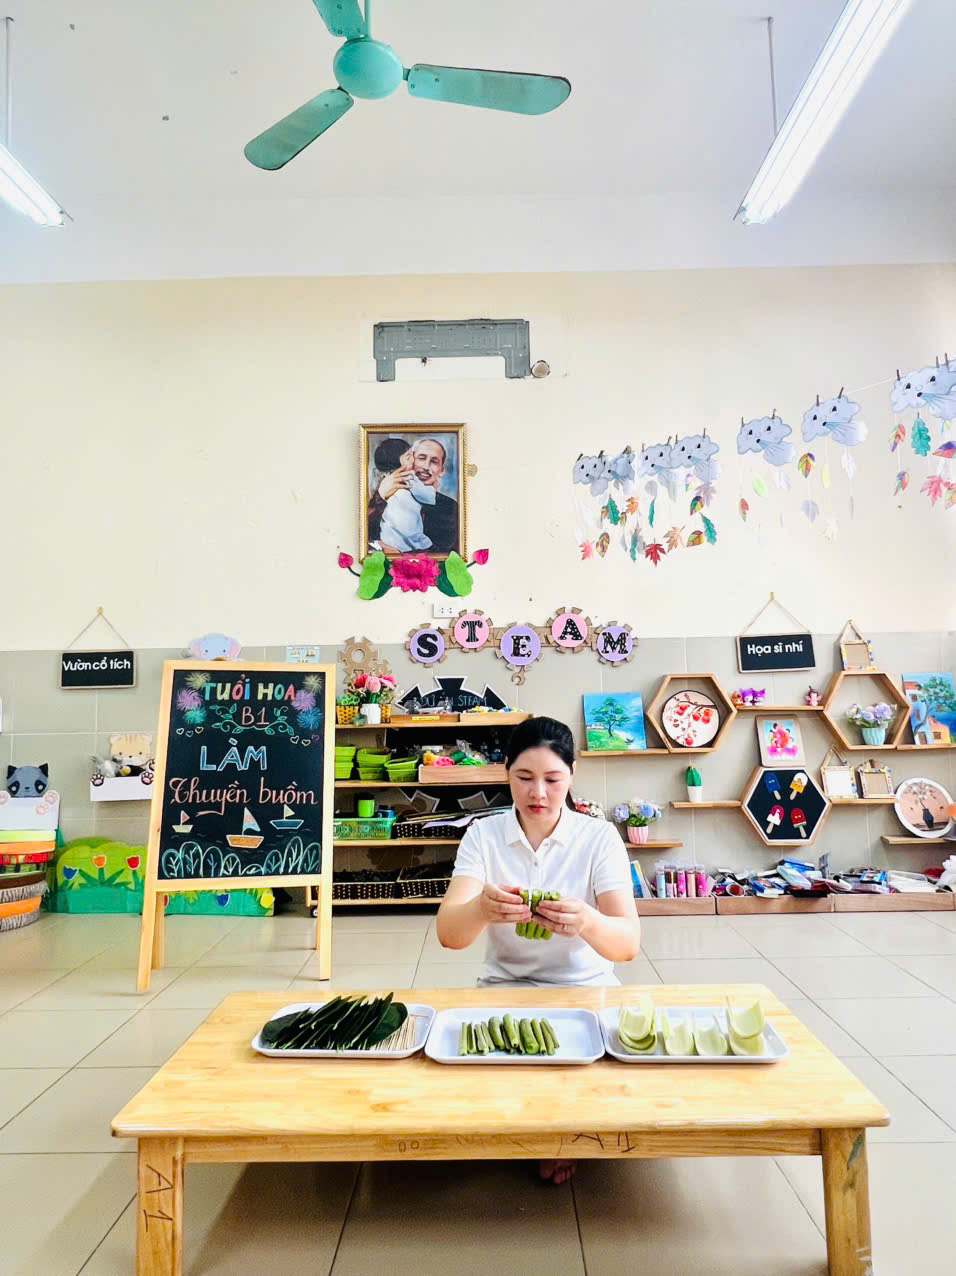 Vườn cổ tích
TUỔI HOA
B1
LÀM
Thuyền buồm
STEAM
Họa sĩ nhí
A1